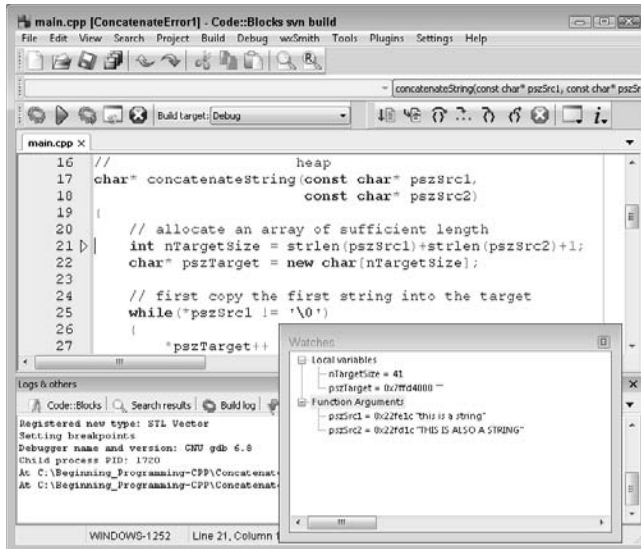 main.cpp [ConcatenateError1] - Code::Blocks svn build
File Edit View Search Project Build Debug wxSmith Tools Plugins Settings Help
concatenateString(const char* pszSrc1, const char* pszSr
Build target: Debug
main.cpp
16 // heap
17 char* concatenateString(const char* pszSrc1,
18 const char* pszSrc2)
19 {
20 // allocate an array of sufficient length
21 int nTargetSize = strlen(pszSrc1)+strlen(pszSrc2)+1;
22 char* pszTarget = new char[nTargetSize];
23
24 // first copy the first string into the target
25 while(*pszSrc1 != '\0')
26 {
27 *pszTarget++
Watches
Local variables
nTargetSize = 41
pszTarget = 0x7ffd4000 ""
Function Arguments
pszSrc1 = 0x22fe1c "this is a string"
pszSrc2 = 0x22fd1c "THIS IS ALSO A STRING"
Logs & others
Code::Blocks Search results Build log
Registered new type: STL Vector
Setting breakpoints
Debugger name and version: GNU gdb 6.8
Child process PID: 1720
At C:\Beginning_Programming-CPP\Concatenat
At C:\Beginning_Programming-CPP\Concatenat
WINDOWS-1252 Line 21, Column 1